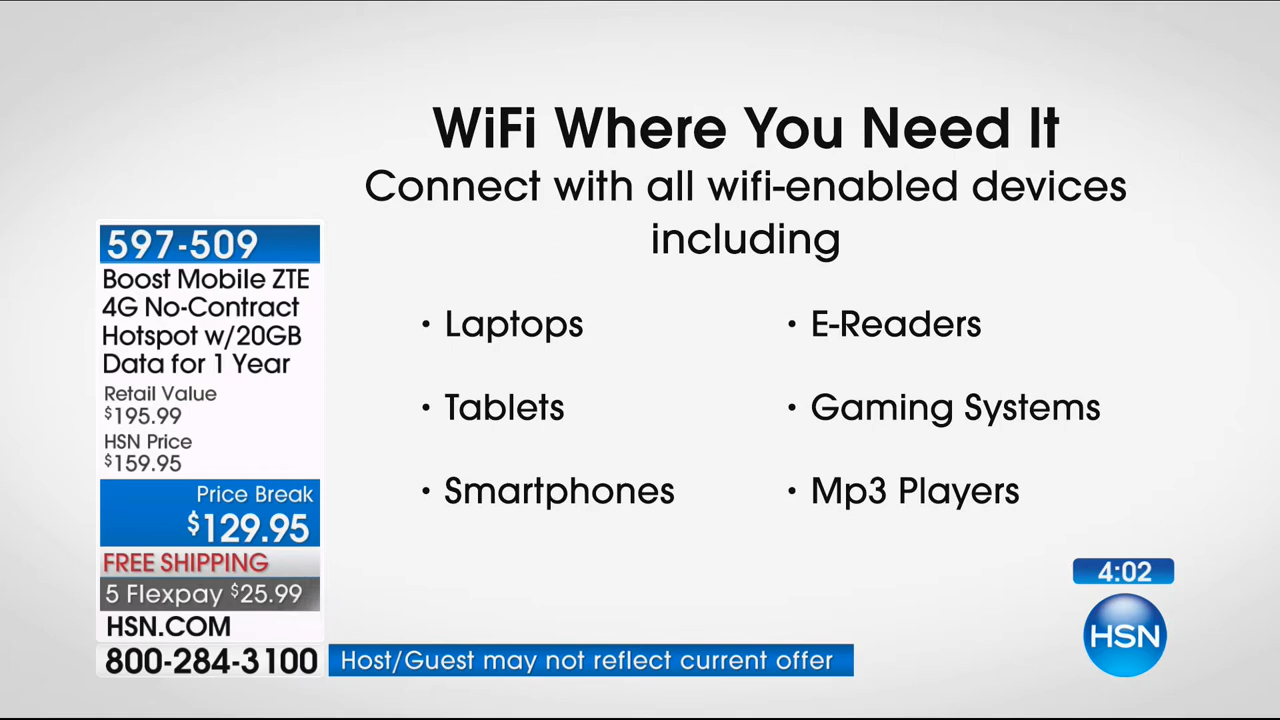 WiFi Where You Need It
Connect with all wifi-enabled devices
including
• Laptops
• E-Readers
• Tablets
• Gaming Systems
• Smartphones
• Mp3 Players
597-509
Boost Mobile ZTE
4G No-Contract
Hotspot w/20GB
Data for 1 Year
Retail Value
$195.99
HSN Price
$159.95
Price Break
$129.95
FREE SHIPPING
5 Flexpay $25.99
HSN.COM
800-284-3100
Host/Guest may not reflect current offer
4:02
HSN